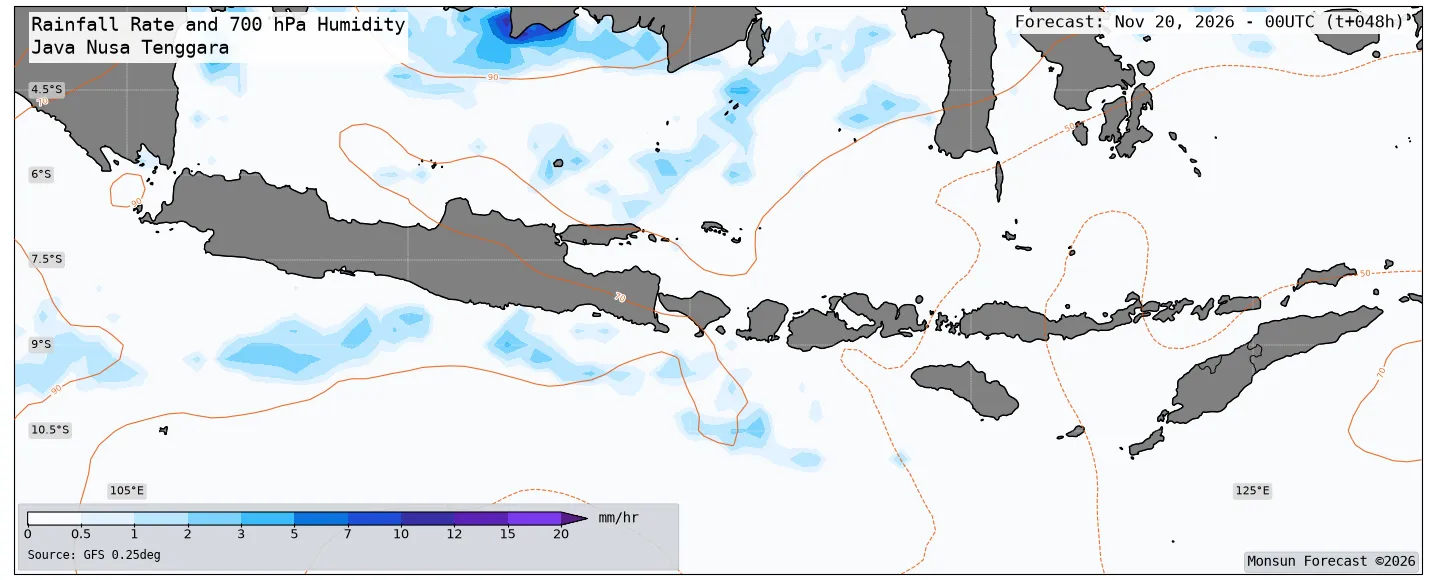 Rainfall Rate and 700 hPa Humidity
Java Nusa Tenggara
Forecast: Nov 20, 2026 - 00UTC (t+048h)
90
4.5°S
70
50
6°S
90
7.5°S
50
70
9°S
70
90
10.5°S
105°E
125°E
mm/hr
0 0.5 1 2 3 5 7 10 12 15 20
Source: GFS 0.25deg
Monsun Forecast ©2026